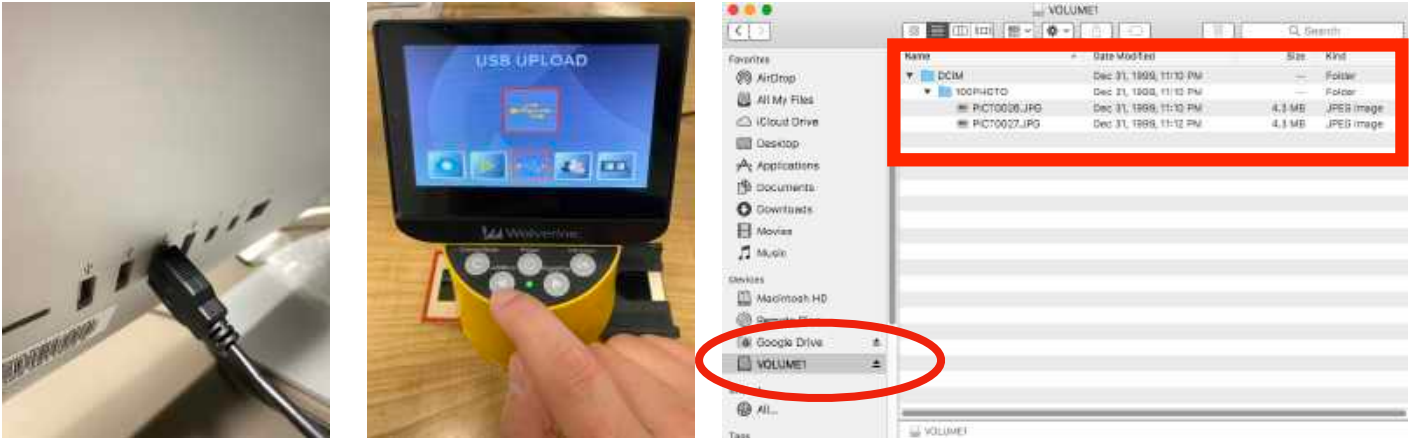 USB UPLOAD
Wolverine
VOLUME1
Search
Name
Date Modified
Size
Kind
Favorites
AirDrop
All My Files
iCloud Drive
Desktop
Applications
Documents
Downloads
Movies
Music
Devices
Macintosh HD
Google Drive
VOLUME1
All...
Tags
DCIM
Dec 31, 1999, 11:10 PM
--
Folder
100PHOTO
Dec 31, 1999, 11:10 PM
--
Folder
PICT0026.JPG
Dec 31, 1999, 11:10 PM
4.3 MB
JPEG image
PICT0027.JPG
Dec 31, 1999, 11:12 PM
4.3 MB
JPEG image
VOLUME1